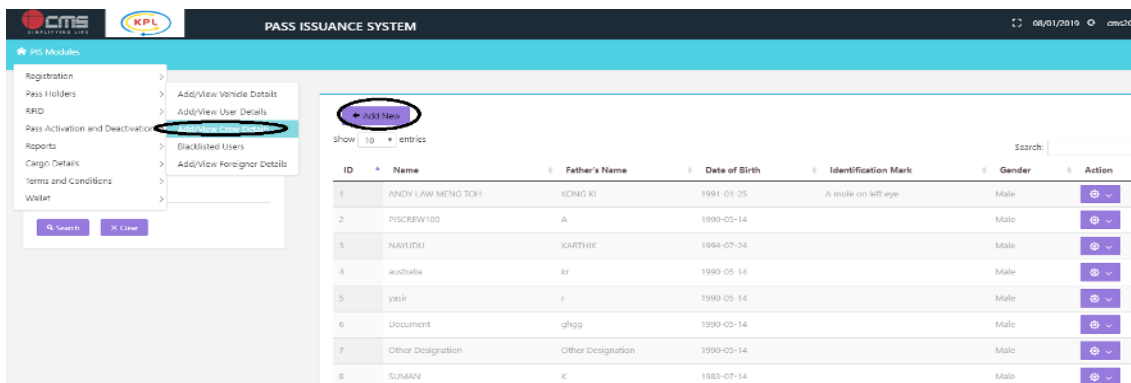 CMS
SIMPLIFYING LIFE
KPL
PASS ISSUANCE SYSTEM
08/01/2019
cms20
PIS Modules
Registration
Pass Holders
RFID
Pass Activation and Deactivation
Reports
Cargo Details
Terms and Conditions
Wallet
Add/View Vehicle Details
Add/View User Details
Add/View Crew Details
Blacklisted Users
Add/View Foreigner Details
Search
Clear
Add New
Show 10 entries
Search:
ID Name Father's Name Date of Birth Identification Mark Gender Action
1 ANDY LAW MENG TOH KONG KI 1991-01-25 A mole on left eye Male
2 PISCREW100 A 1990-05-14 Male
3 NAYUDU KARTHIK 1994-07-24 Male
4 australia kr 1990-05-14 Male
5 yasir r 1990-05-14 Male
6 Document ghgg 1990-05-14 Male
7 Other Designation Other Designation 1990-05-14 Male
8 SUMAN K 1983-07-14 Male